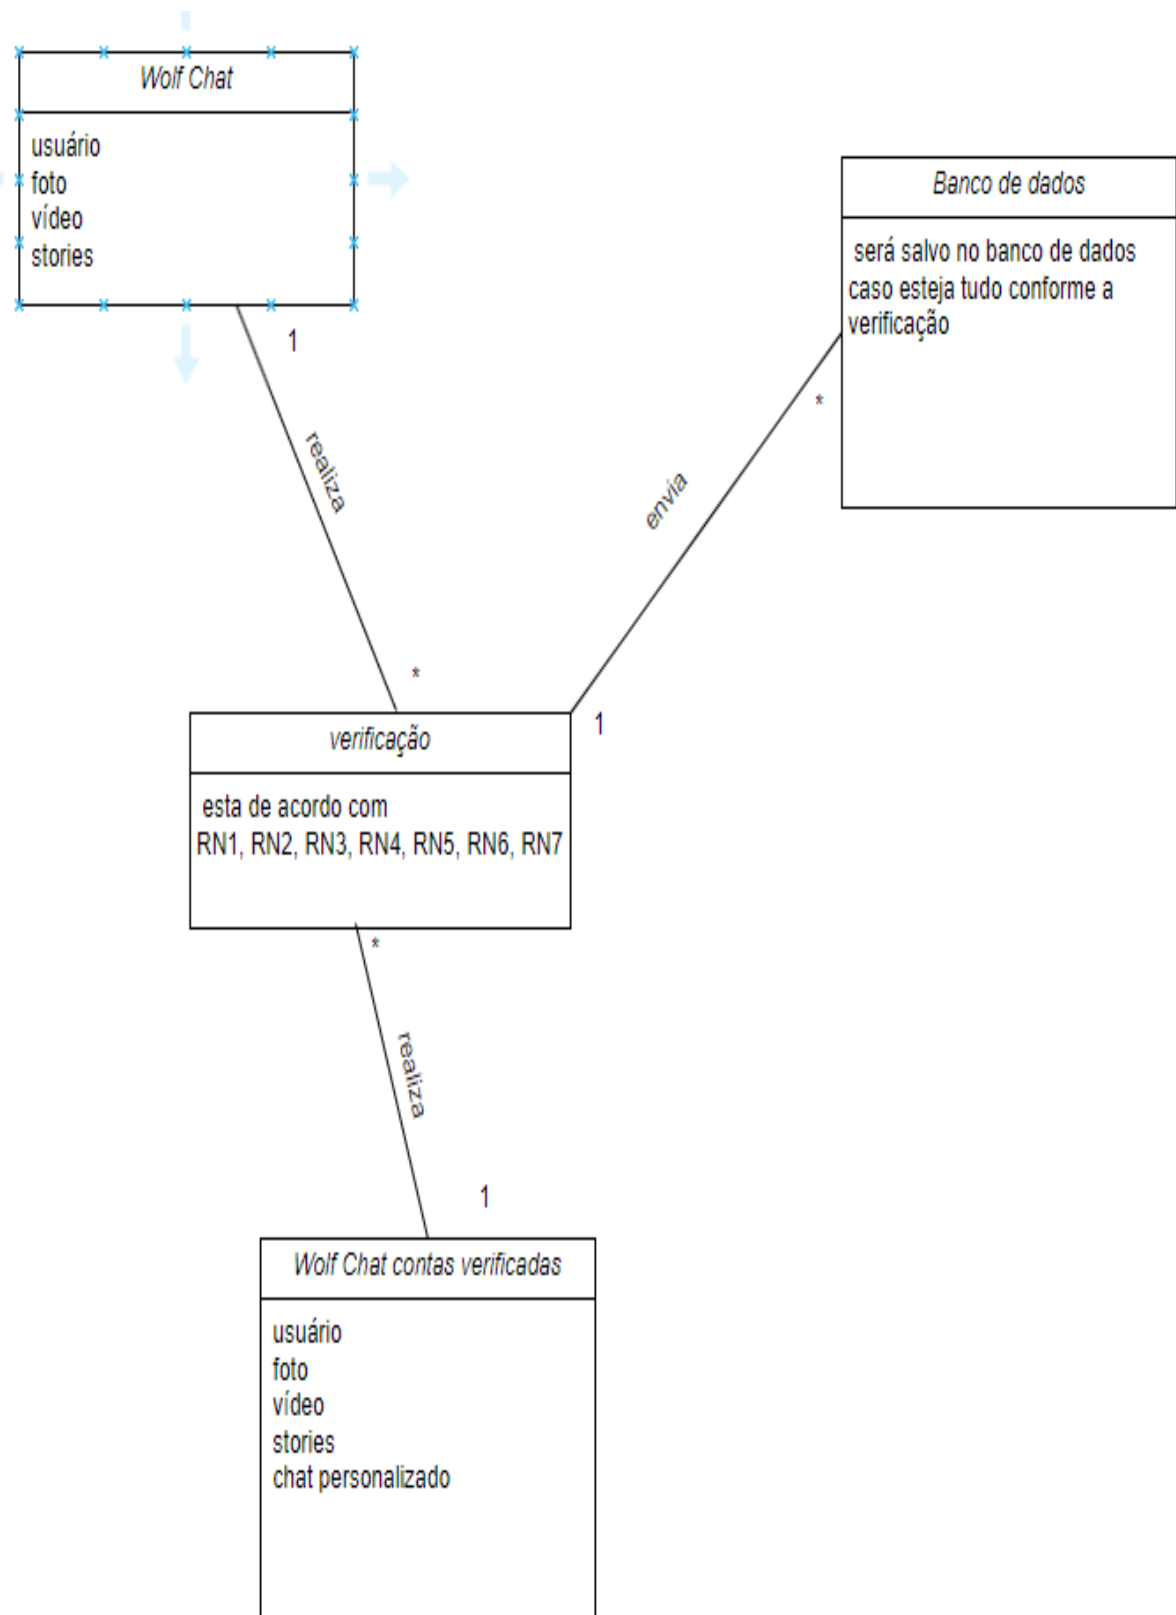 Wolf Chat
usuário
foto
vídeo
stories
Banco de dados
será salvo no banco de dados
caso esteja tudo conforme a
verificação
1
realiza
*
envia
*
1
verificação
esta de acordo com
RN1, RN2, RN3, RN4, RN5, RN6, RN7
*
realiza
1
Wolf Chat contas verificadas
usuário
foto
vídeo
stories
chat personalizado